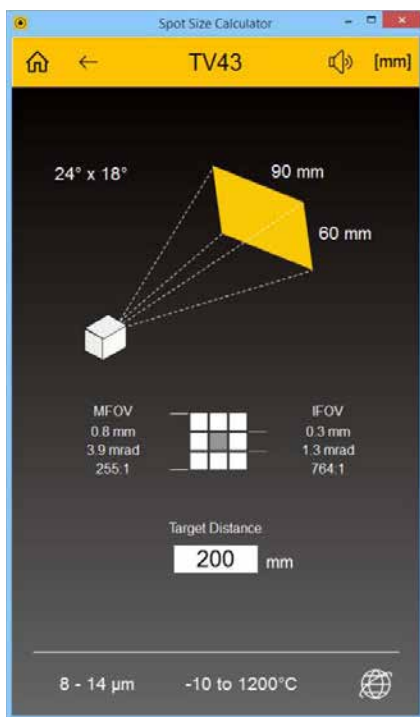 Spot Size Calculator
TV43
[mm]
24° x 18°
90 mm
60 mm
MFOV
0.8 mm
3.9 mrad
255:1
IFOV
0.3 mm
1.3 mrad
764:1
Target Distance
200 mm
8 - 14 µm
-10 to 1200°C